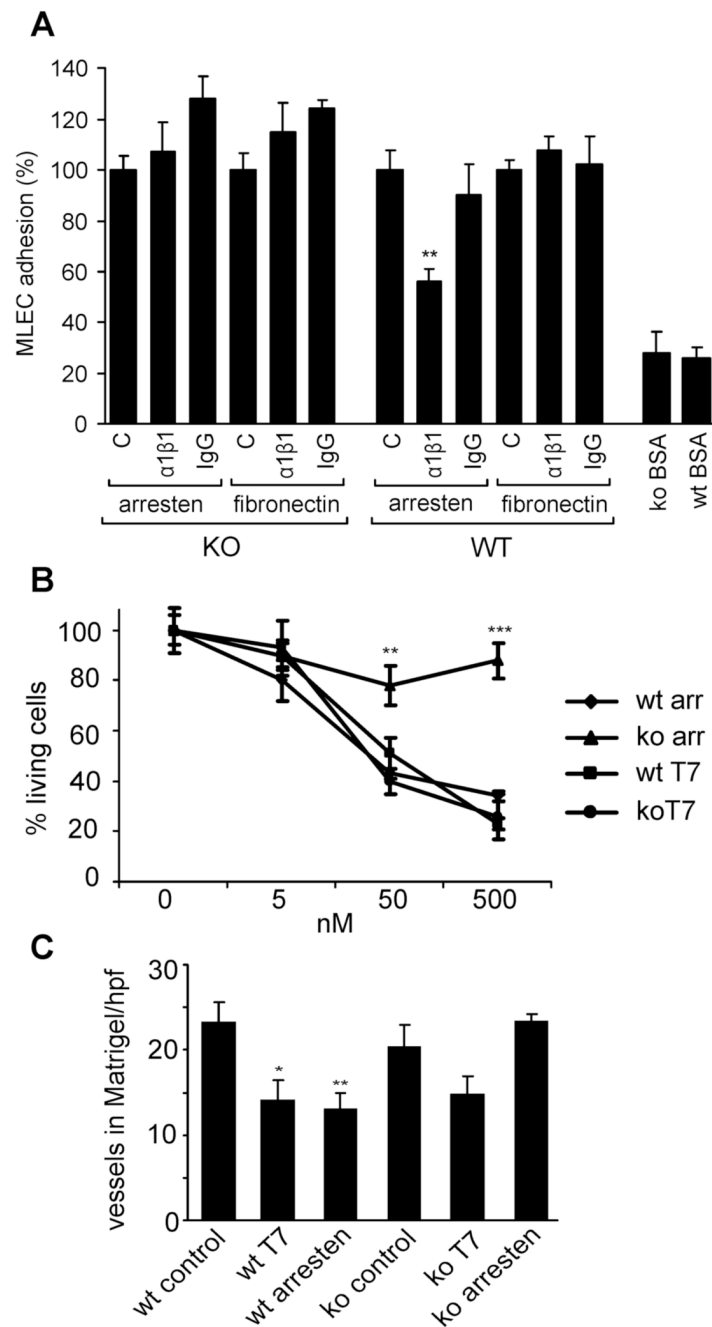 A
MLEC adhesion (%)
140
120
100
80
60
40
20
0
**
C α1β1 IgG C α1β1 IgG C α1β1 IgG C α1β1 IgG ko BSA wt BSA
arresten fibronectin arresten fibronectin
KO WT
B
% living cells
100
80
60
40
20
0
** ***
0 5 50 500
nM
wt arr
ko arr
wt T7
koT7
C
vessels in Matrigel/hpf
30
20
10
0
* **
wt control wt T7 wt arresten ko control ko T7 ko arresten